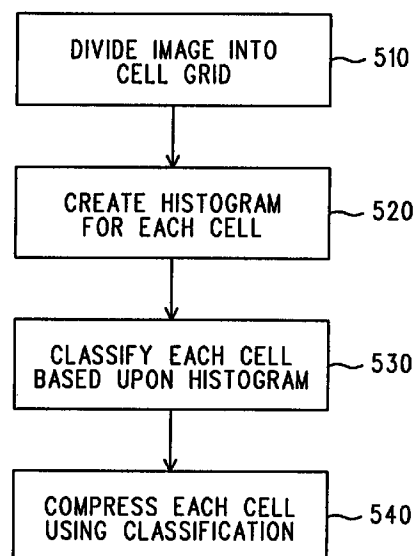 DIVIDE IMAGE INTO
CELL GRID
510
CREATE HISTOGRAM
FOR EACH CELL
520
CLASSIFY EACH CELL
BASED UPON HISTOGRAM
530
COMPRESS EACH CELL
USING CLASSIFICATION
540